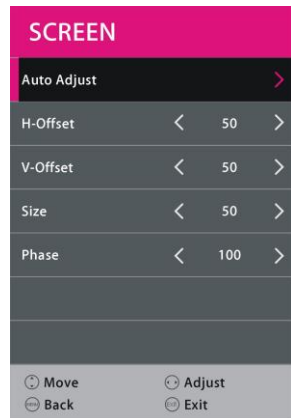 SCREEN
Auto Adjust
H-Offset 50
V-Offset 50
Size 50
Phase 100
Move Adjust
Back Exit